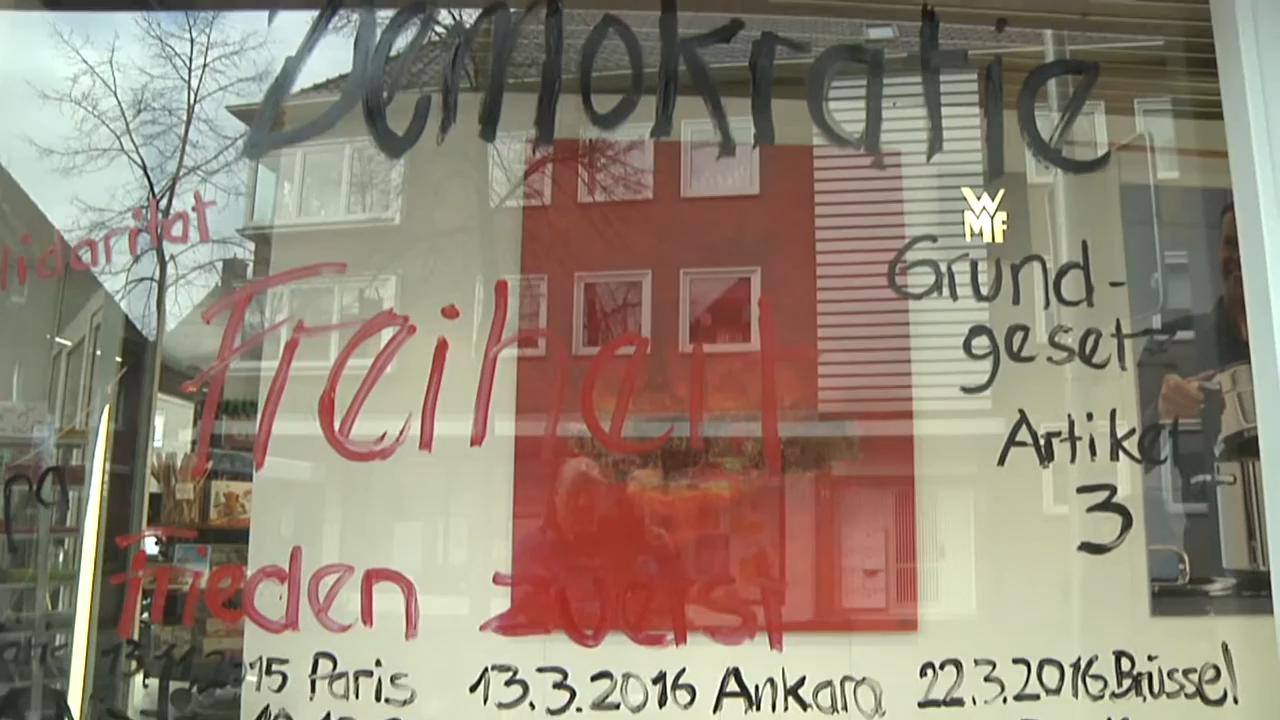 Demokratie
lidarität
WMF
Grund-
gesetz
Freiheit
Artikel
3
frieden zuerst
13.11.2015 Paris 13.3.2016 Ankara 22.3.2016 Brüssel